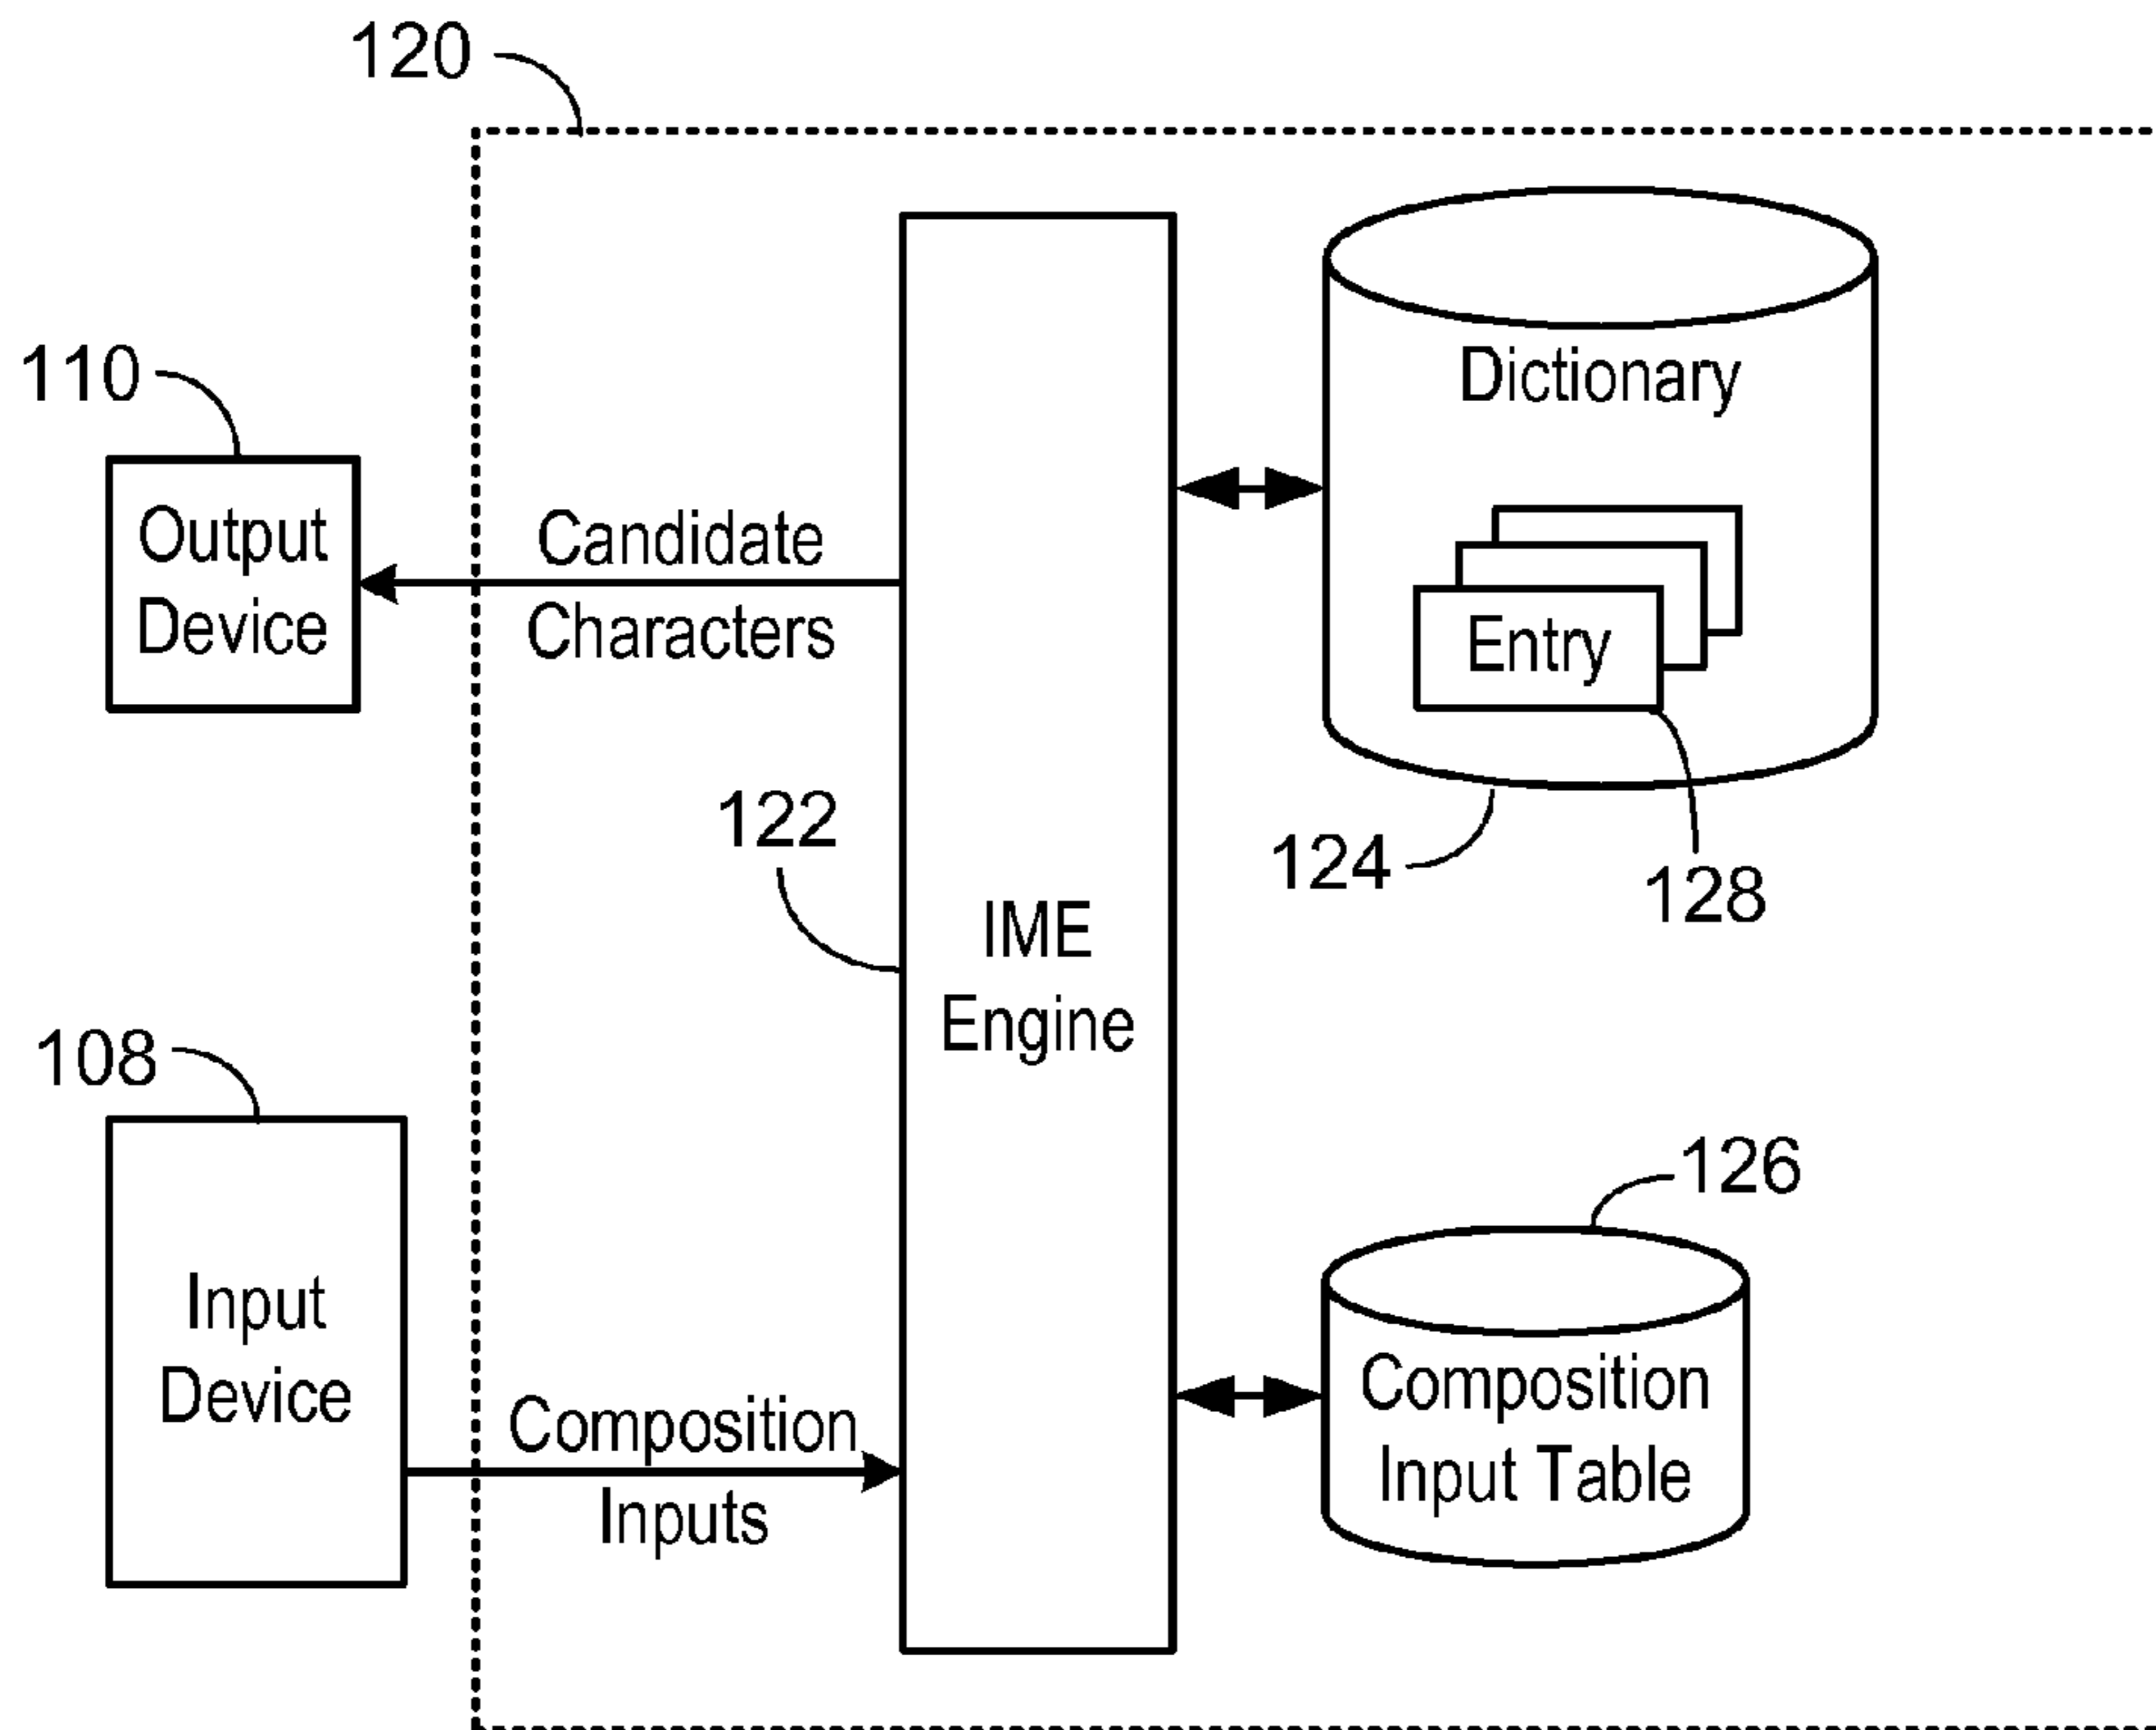 120
110
Output
Device
Candidate
Characters
Dictionary
Entry
122
124
128
IME
Engine
108
Input
Device
Composition
Inputs
126
Composition
Input Table